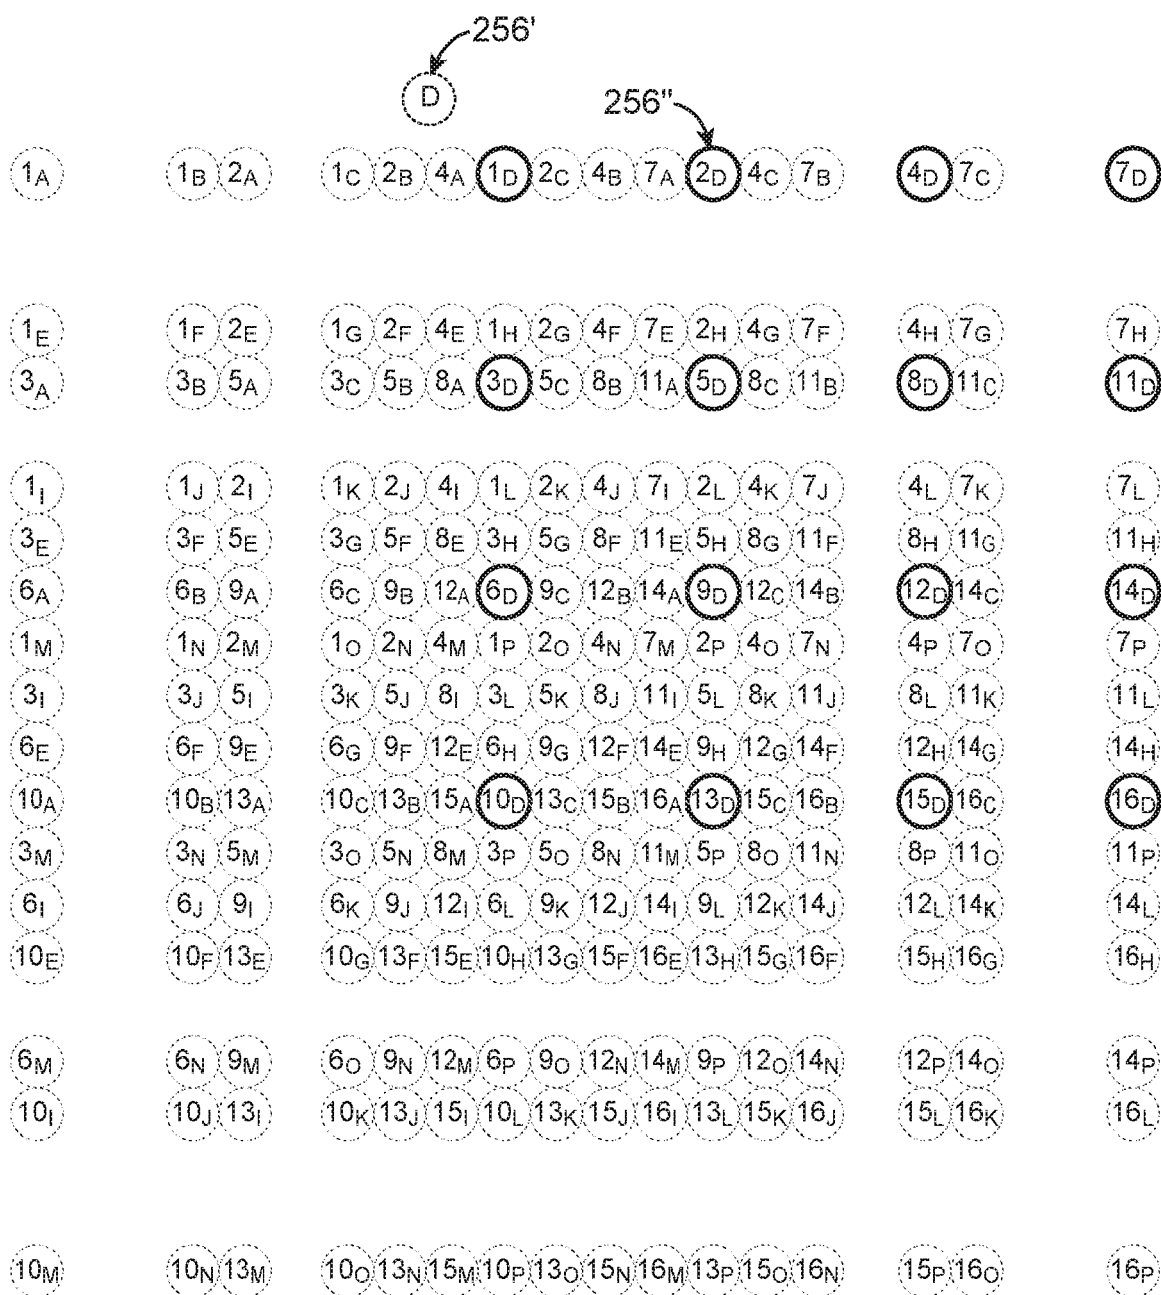 256'
D
256"
1A 1B 2A 1C 2B 4A 1D 2C 4B 7A 2D 4C 7B 4D 7C 7D
1E 1F 2E 1G 2F 4E 1H 2G 4F 7E 2H 4G 7F 4H 7G 7H
3A 3B 5A 3C 5B 8A 3D 5C 8B 11A 5D 8C 11B 8D 11C 11D
1I 1J 2I 1K 2J 4I 1L 2K 4J 7I 2L 4K 7J 4L 7K 7L
3E 3F 5E 3G 5F 8E 3H 5G 8F 11E 5H 8G 11F 8H 11G 11H
6A 6B 9A 6C 9B 12A 6D 9C 12B 14A 9D 12C 14B 12D 14C 14D
1M 1N 2M 1O 2N 4M 1P 2O 4N 7M 2P 4O 7N 4P 7O 7P
3I 3J 5I 3K 5J 8I 3L 5K 8J 11I 5L 8K 11J 8L 11K 11L
6E 6F 9E 6G 9F 12E 6H 9G 12F 14E 9H 12G 14F 12H 14G 14H
10A 10B 13A 10C 13B 15A 10D 13C 15B 16A 13D 15C 16B 15D 16C 16D
3M 3N 5M 3O 5N 8M 3P 5O 8N 11M 5P 8O 11N 8P 11O 11P
6I 6J 9I 6K 9J 12I 6L 9K 12J 14I 9L 12K 14J 12L 14K 14L
10E 10F 13E 10G 13F 15E 10H 13G 15F 16E 13H 15G 16F 15H 16G 16H
6M 6N 9M 6O 9N 12M 6P 9O 12N 14M 9P 12O 14N 12P 14O 14P
10I 10J 13I 10K 13J 15I 10L 13K 15J 16I 13L 15K 16J 15L 16K 16L
10M 10N 13M 10O 13N 15M 10P 13O 15N 16M 13P 15O 16N 15P 16O 16P